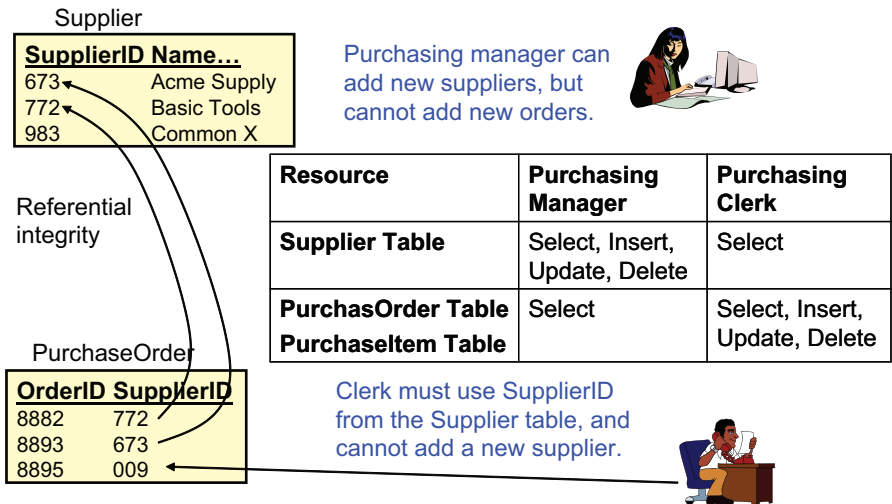 Supplier
SupplierID Name…
673 Acme Supply
772 Basic Tools
983 Common X
Purchasing manager can
add new suppliers, but
cannot add new orders.
Referential
integrity
Resource Purchasing Manager Purchasing Clerk
Supplier Table Select, Insert, Update, Delete Select
PurchasOrder Table Select Select, Insert, Update, Delete
PurchaseItem Table
PurchaseOrder
OrderID SupplierID
8882 772
8893 673
8895 009
Clerk must use SupplierID
from the Supplier table, and
cannot add a new supplier.